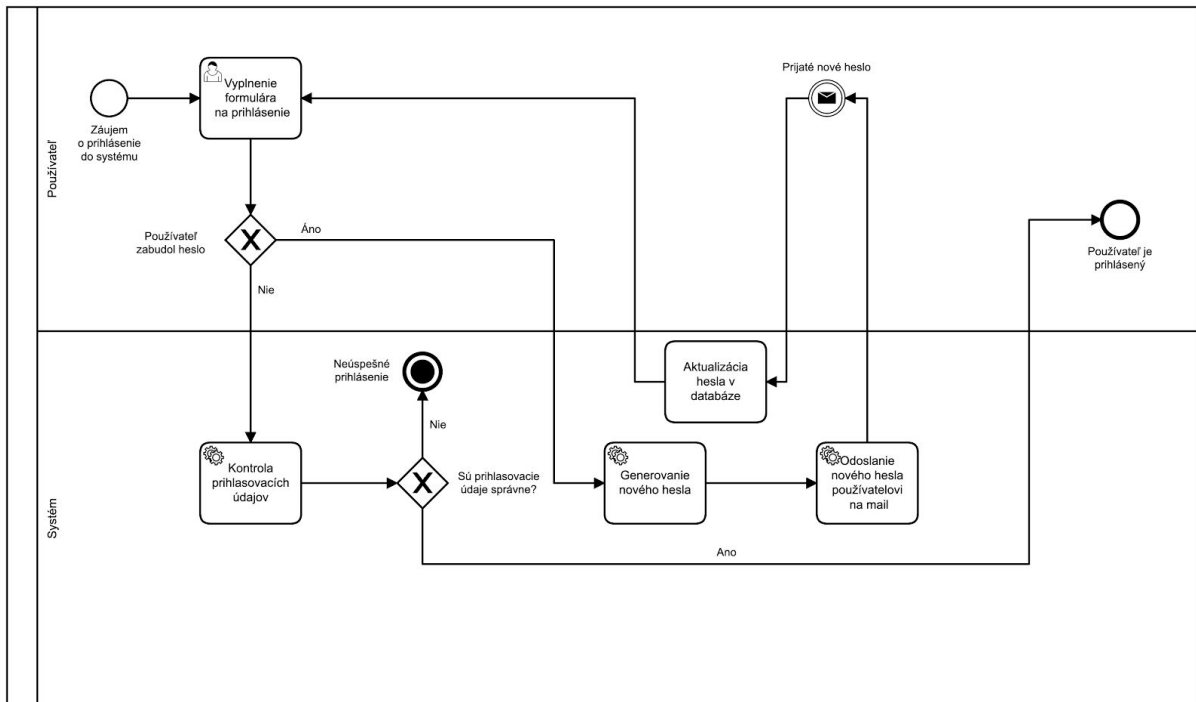 Používateľ
Záujem
o prihlásenie
do systému
Vyplnenie
formulára
na prihlásenie
Prijaté nové heslo
Používateľ
zabudol heslo
Áno
Nie
Používateľ je
prihlásený
Systém
Neúspešné
prihlásenie
Aktualizácia
hesla v
databáze
Nie
Kontrola
prihlasovacích
údajov
Sú prihlasovacie
údaje správne?
Generovanie
nového hesla
Odoslanie
nového hesla
používatelovi
na mail
Ano